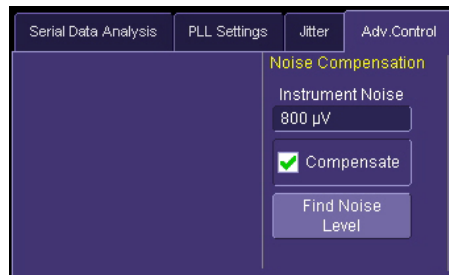 Serial Data Analysis
PLL Settings
Jitter
Adv.Control
Noise Compensation
Instrument Noise
800 µV
Compensate
Find Noise
Level